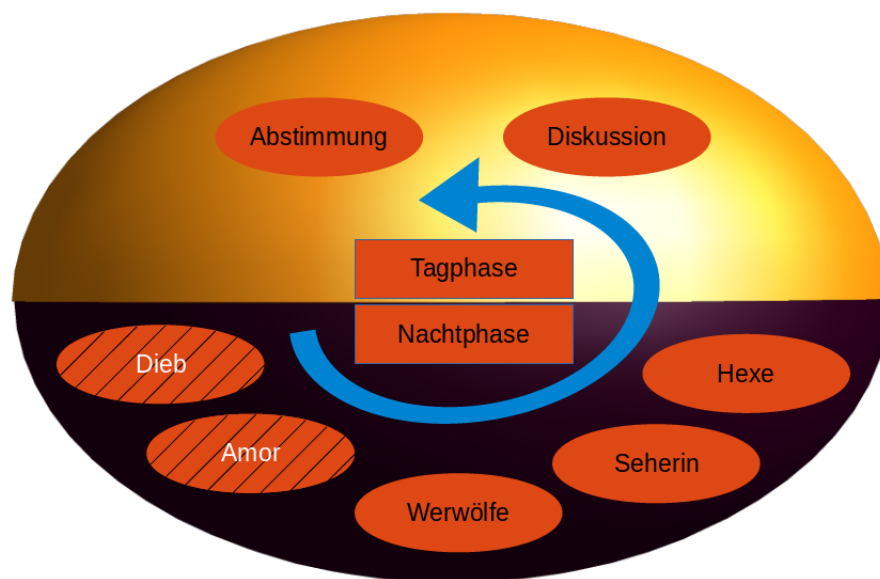 Abstimmung
Diskussion
Tagphase
Nachtphase
Dieb
Hexe
Amor
Seherin
Werwölfe